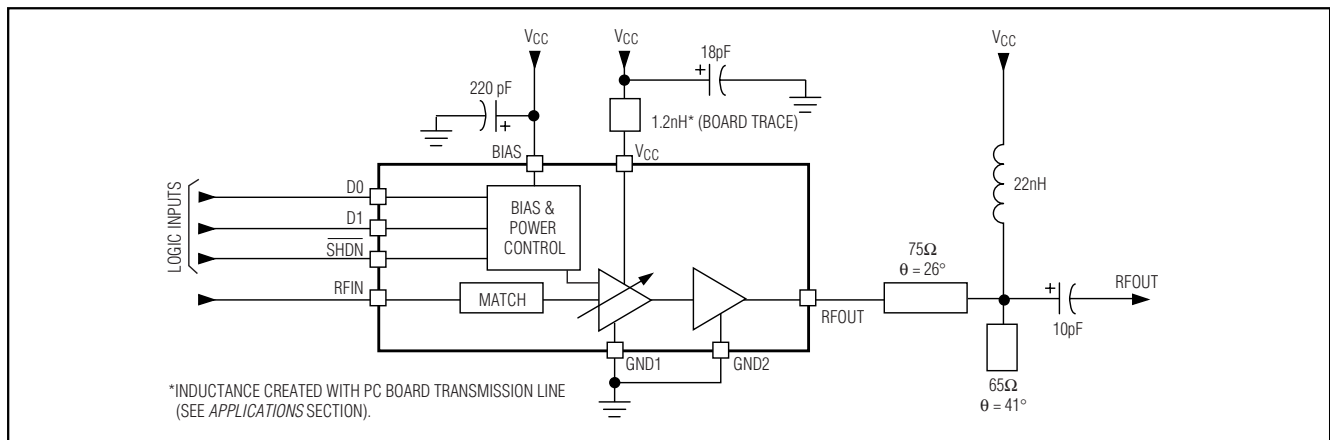 VCC
VCC
18pF
VCC
220 pF
+
+
1.2nH* (BOARD TRACE)
BIAS
VCC
LOGIC INPUTS
D0
D1
SHDN
RFIN
BIAS &
POWER
CONTROL
MATCH
22nH
75Ω
θ = 26°
RFOUT
+
RFOUT
10pF
GND1
GND2
65Ω
θ = 41°
*INDUCTANCE CREATED WITH PC BOARD TRANSMISSION LINE
(SEE APPLICATIONS SECTION).